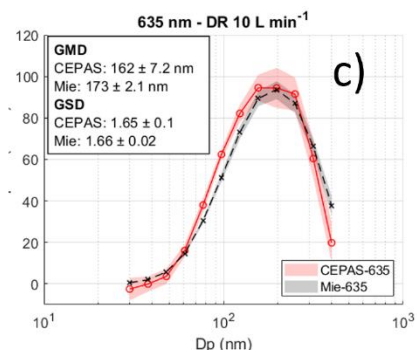 635 nm - DR 10 L min⁻¹
GMD
CEPAS: 162 ± 7.2 nm
Mie: 173 ± 2.1 nm
GSD
CEPAS: 1.65 ± 0.1
Mie: 1.66 ± 0.02
c)
120
100
80
60
40
20
0
CEPAS-635
Mie-635
10¹ 10² 10³
Dp (nm)